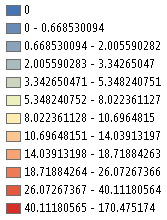 0
0 - 0.668530094
0.668530094 - 2.005590282
2.005590283 - 3.34265047
3.342650471 - 5.348240751
5.348240752 - 8.022361127
8.022361128 - 10.6964815
10.69648151 - 14.03913197
14.03913198 - 18.71884263
18.71884264 - 26.07267366
26.07267367 - 40.11180564
40.11180565 - 170.475174